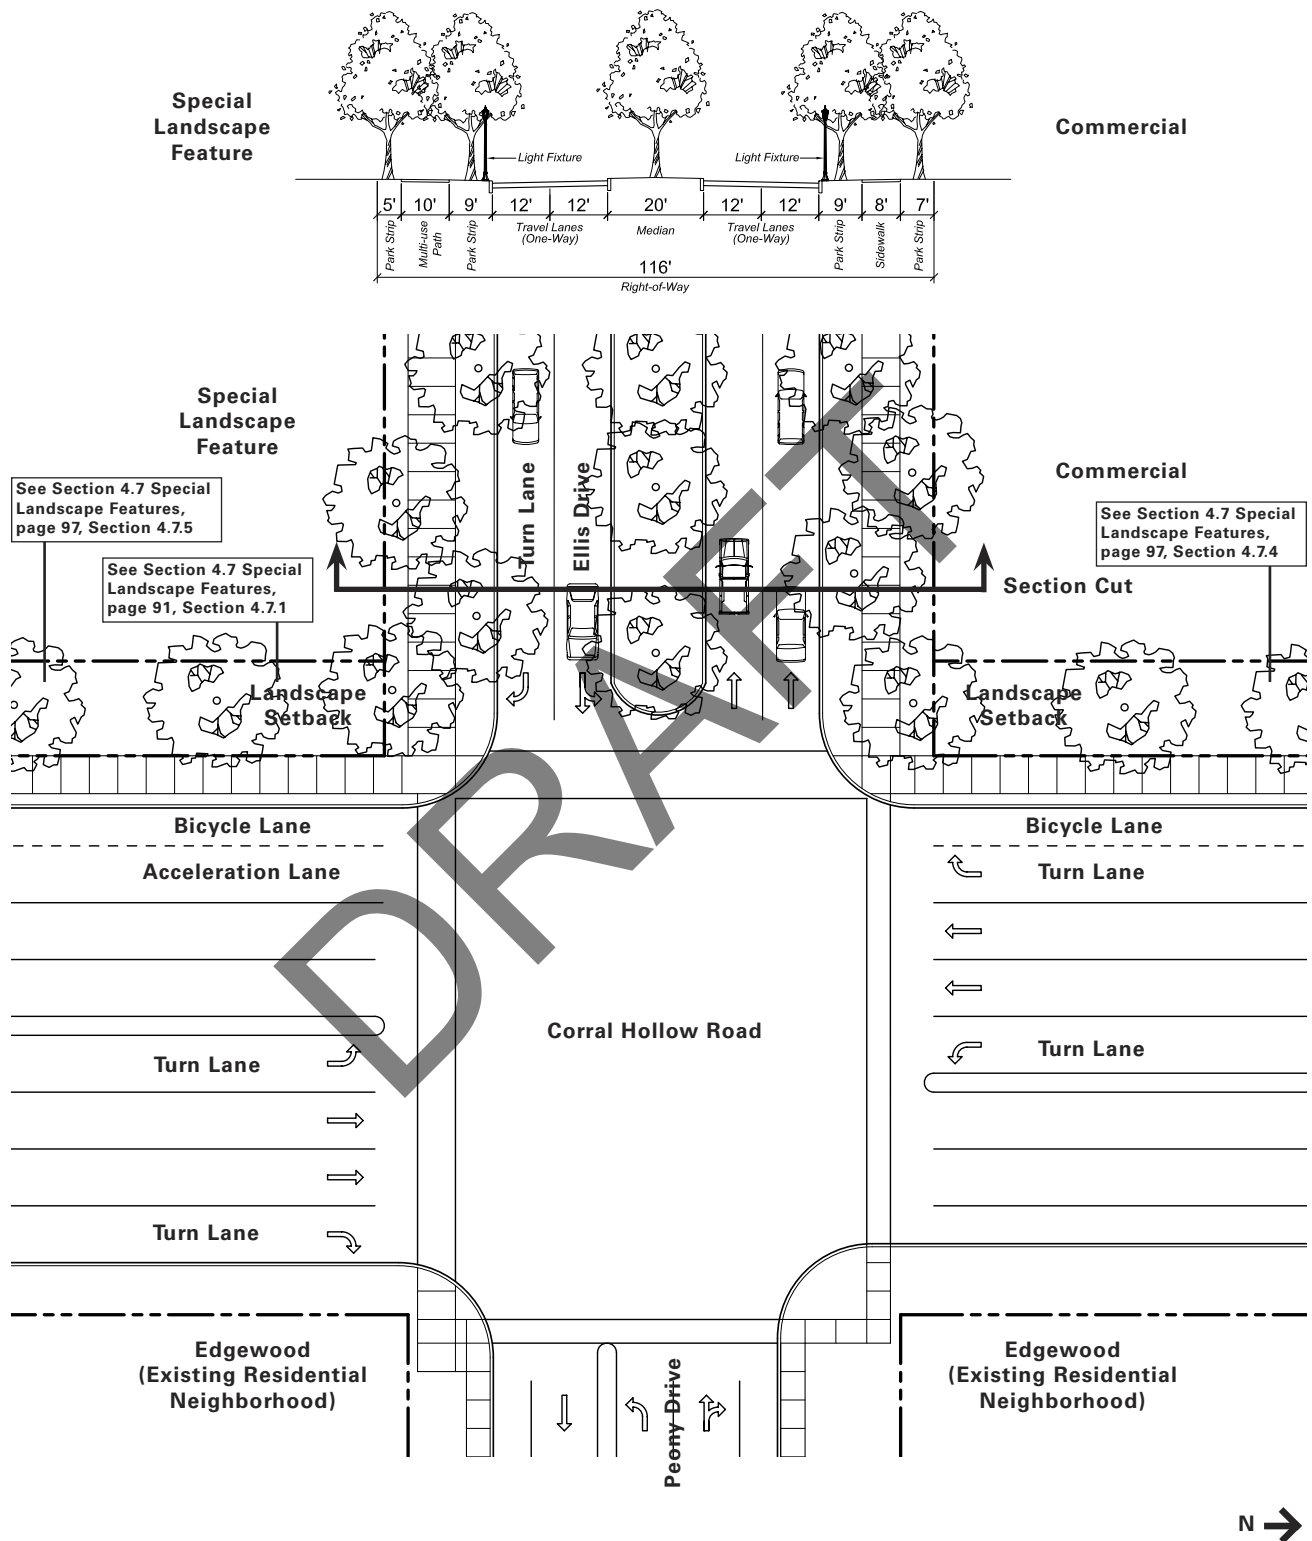 Special
Landscape
Feature
Commercial
Light Fixture
Light Fixture
5' 10' 9' 12' 12' 20' 12' 12' 9' 8' 7'
Park Strip
Multi-use
Path
Park Strip
Travel Lanes
(One-Way)
Median
Travel Lanes
(One-Way)
Park Strip
Sidewalk
Park Strip
116'
Right-of-Way
Special
Landscape
Feature
Commercial
See Section 4.7 Special
Landscape Features,
page 97, Section 4.7.5
See Section 4.7 Special
Landscape Features,
page 91, Section 4.7.1
See Section 4.7 Special
Landscape Features,
page 97, Section 4.7.4
Turn Lane
Ellis Drive
Section Cut
Landscape
Setback
Landscape
Setback
Bicycle Lane
Bicycle Lane
Acceleration Lane
Turn Lane
Corral Hollow Road
Turn Lane
Turn Lane
Turn Lane
Edgewood
(Existing Residential
Neighborhood)
Peony Drive
Edgewood
(Existing Residential
Neighborhood)
DRAFT
N